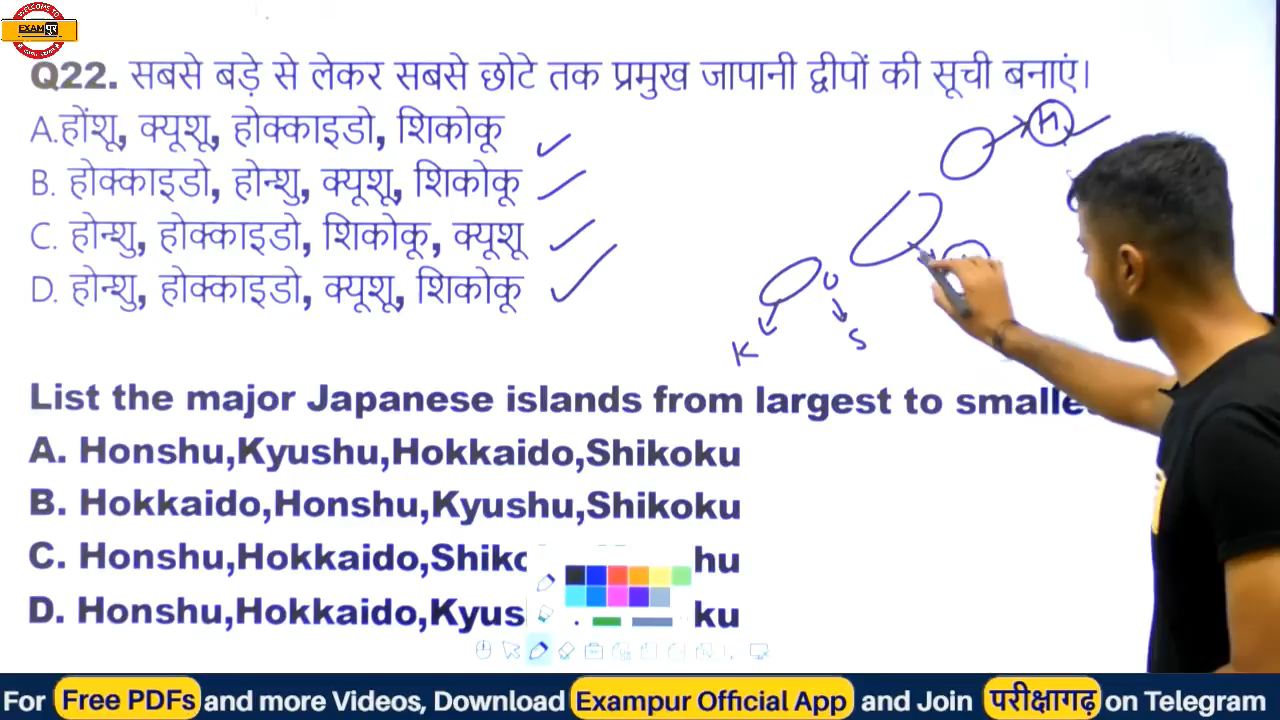 WELCOME TO
EXAM पुर
Q22. सबसे बड़े से लेकर सबसे छोटे तक प्रमुख जापानी द्वीपों की सूची बनाएं।
A.होंशू, क्यूशू, होक्काइडो, शिकोकू
B. होक्काइडो, होन्शु, क्यूशू, शिकोकू
C. होन्शु, होक्काइडो, शिकोकू, क्यूशू
D. होन्शु, होक्काइडो, क्यूशू, शिकोकू
H
K
S
List the major Japanese islands from largest to smalle
A. Honshu,Kyushu,Hokkaido,Shikoku
B. Hokkaido,Honshu,Kyushu,Shikoku
C. Honshu,Hokkaido,Shiko hu
D. Honshu,Hokkaido,Kyus ku
For Free PDFs and more Videos, Download Exampur Official App and Join परीक्षागढ़ on Telegram